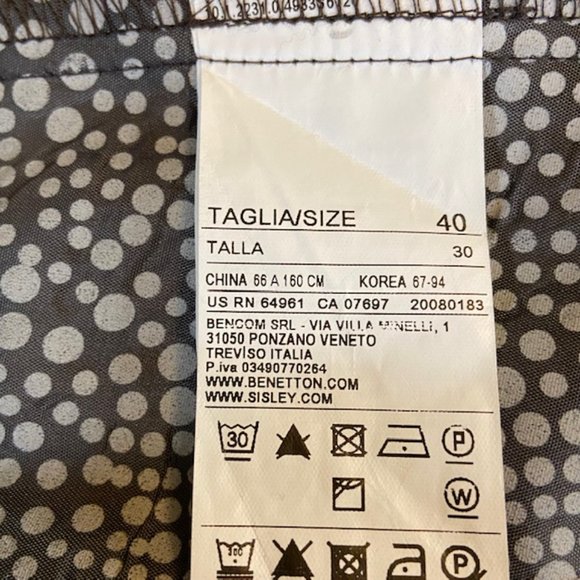 TAGLIA/SIZE 40
TALLA 30
CHINA 66 A 160 CM KOREA 67-94
US RN 64961 CA 07697 20080183
BENCOM SRL - VIA VILLA MINELLI, 1
31050 PONZANO VENETO
TREVISO ITALIA
P.iva 03490770264
WWW.BENETTON.COM
WWW.SISLEY.COM
30 P
W
P